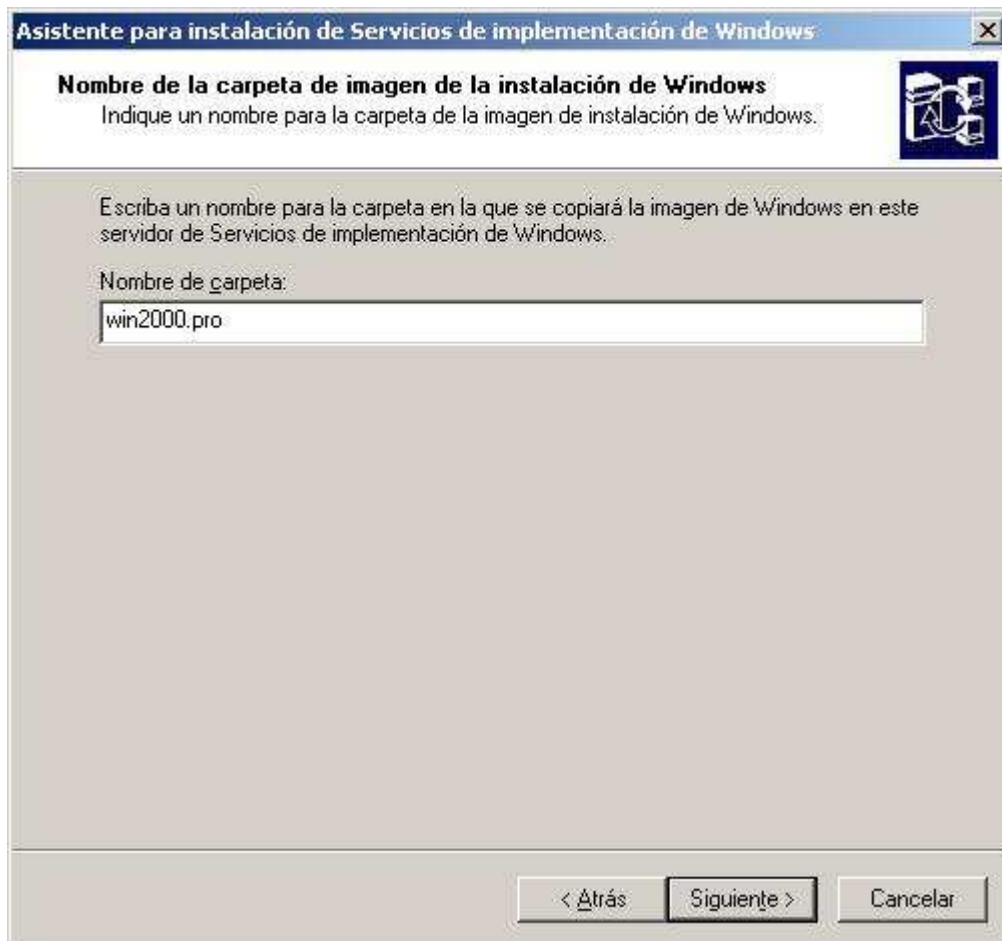 Asistente para instalación de Servicios de implementación de Windows
Nombre de la carpeta de imagen de la instalación de Windows
Indique un nombre para la carpeta de la imagen de instalación de Windows.
Escriba un nombre para la carpeta en la que se copiará la imagen de Windows en este
servidor de Servicios de implementación de Windows.
Nombre de carpeta:
win2000.pro
< Atrás Siguiente > Cancelar